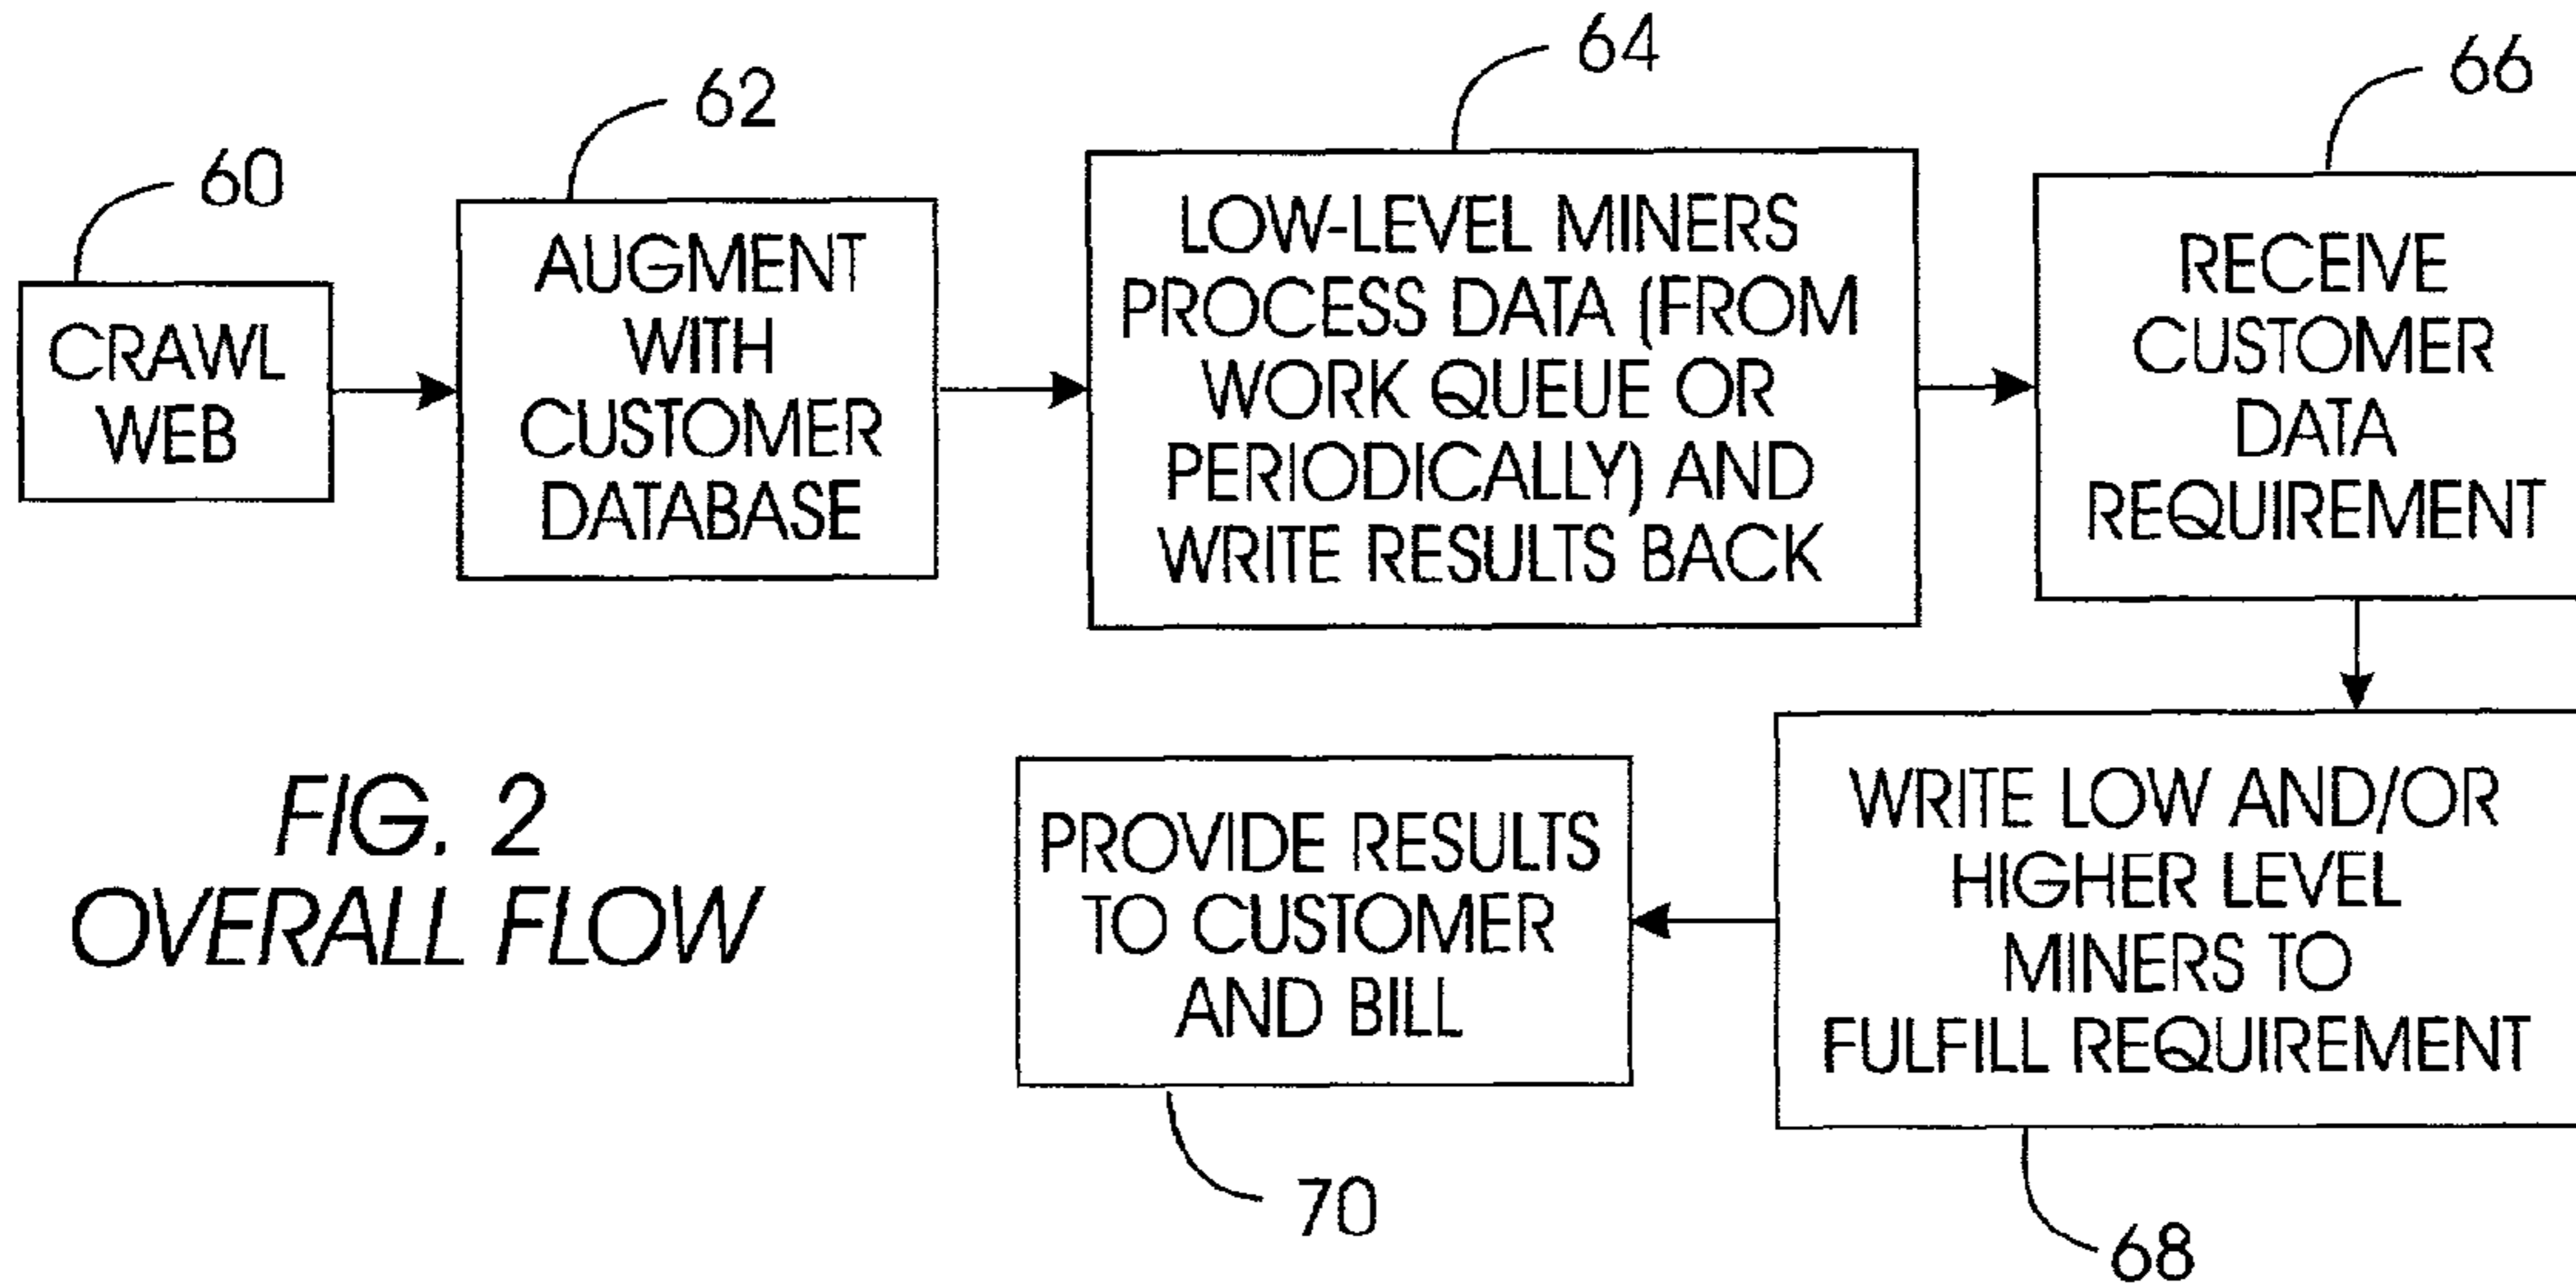 60
CRAWL
WEB
62
AUGMENT
WITH
CUSTOMER
DATABASE
64
LOW-LEVEL MINERS
PROCESS DATA (FROM
WORK QUEUE OR
PERIODICALLY) AND
WRITE RESULTS BACK
66
RECEIVE
CUSTOMER
DATA
REQUIREMENT
WRITE LOW AND/OR
HIGHER LEVEL
MINERS TO
FULFILL REQUIREMENT
68
PROVIDE RESULTS
TO CUSTOMER
AND BILL
70
FIG. 2
OVERALL FLOW